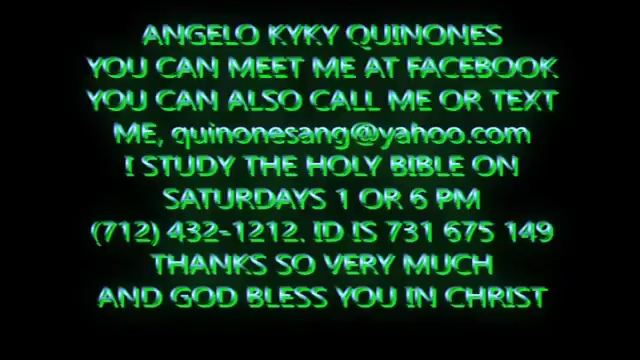 ANGELO KYKY QUINONES
YOU CAN MEET ME AT FACEBOOK
YOU CAN ALSO CALL ME OR TEXT
ME, quinonesang@yahoo.com
I STUDY THE HOLY BIBLE ON
SATURDAYS 1 OR 6 PM
(712) 432-1212. ID IS 731 675 149
THANKS SO VERY MUCH
AND GOD BLESS YOU IN CHRIST